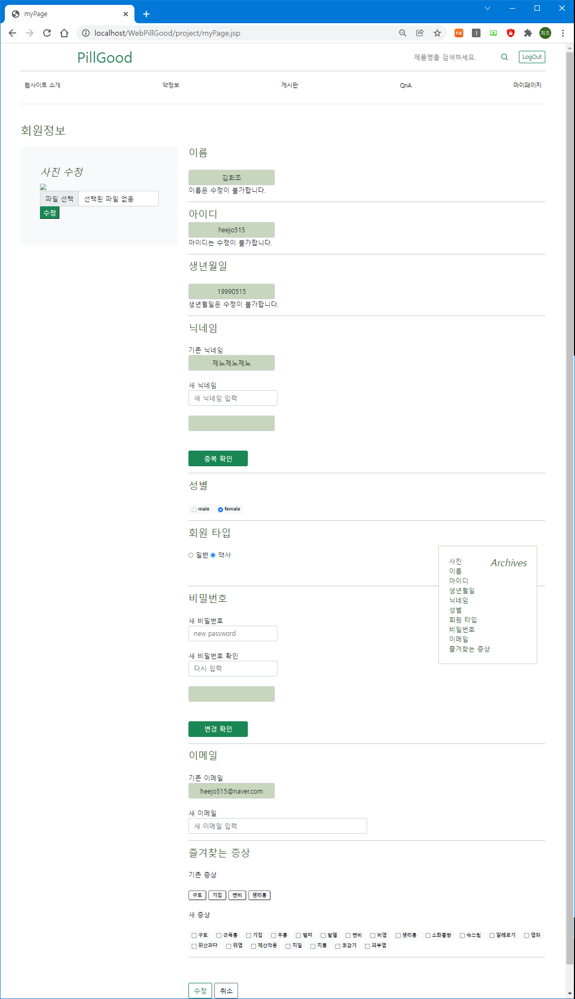 myPage
localhost/WebPillGood/project/myPage.jsp
희조
PillGood
제품명을 검색하세요.
LogOut
웹사이트 소개
약정보
게시판
QnA
마이페이지
회원정보
사진 수정
파일 선택 선택된 파일 없음
수정
이름
김희조
이름은 수정이 불가합니다.
아이디
heejo515
아이디는 수정이 불가합니다.
생년월일
19990515
생년월일은 수정이 불가합니다.
닉네임
기존 닉네임
제노제노제노
새 닉네임
새 닉네임 입력
중복 확인
성별
male female
회원 타입
일반 약사
Archives
사진
이름
아이디
생년월일
닉네임
성별
회원 타입
비밀번호
이메일
즐겨찾는 증상
비밀번호
새 비밀번호
new password
새 비밀번호 확인
다시 입력
변경 확인
이메일
기존 이메일
heejo515@naver.com
새 이메일
새 이메일 입력
즐겨찾는 증상
기존 증상
구토 기침 변비 생리통
새 증상
구토 근육통 기침 두통 멀미 발열 변비 비염 생리통 소화불량 속쓰림 알레르기 염좌
위산과다 위염 제산작용 치질 치통 코감기 피부염
수정 취소